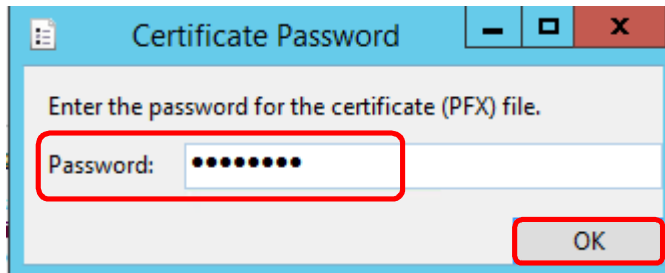 Certificate Password
Enter the password for the certificate (PFX) file.
Password: ••••••••
OK